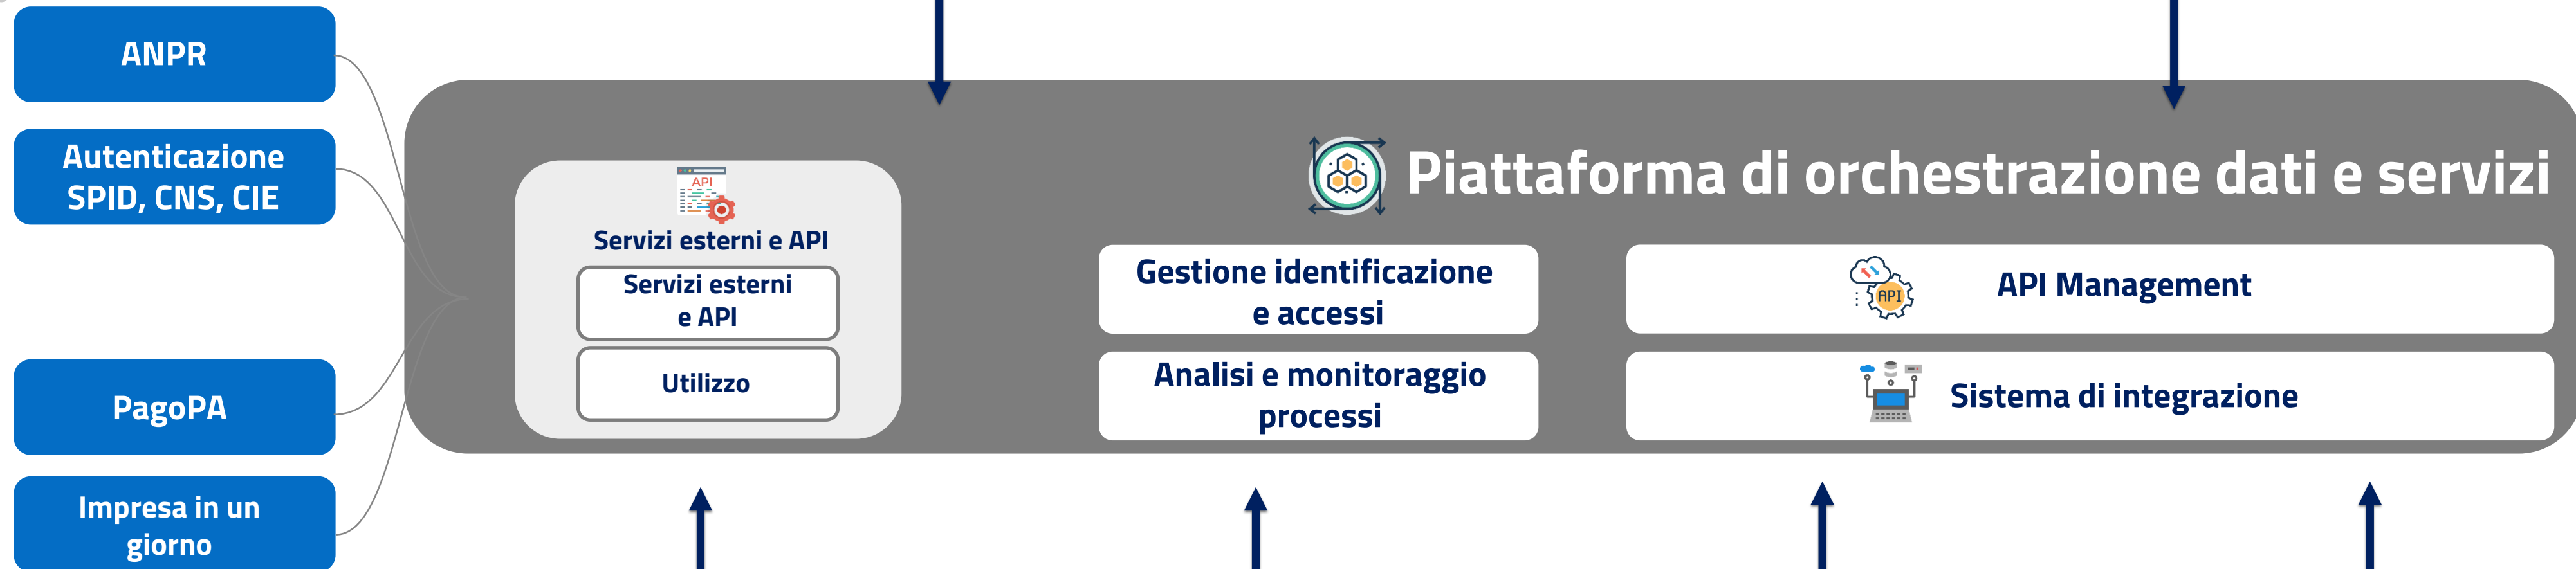 ANPR
Autenticazione
SPID, CNS, CIE
PagoPA
Impresa in un
giorno
Piattaforma di orchestrazione dati e servizi
API
Servizi esterni e API
Servizi esterni
e API
Utilizzo
Gestione identificazione
e accessi
Analisi e monitoraggio
processi
API
API Management
Sistema di integrazione